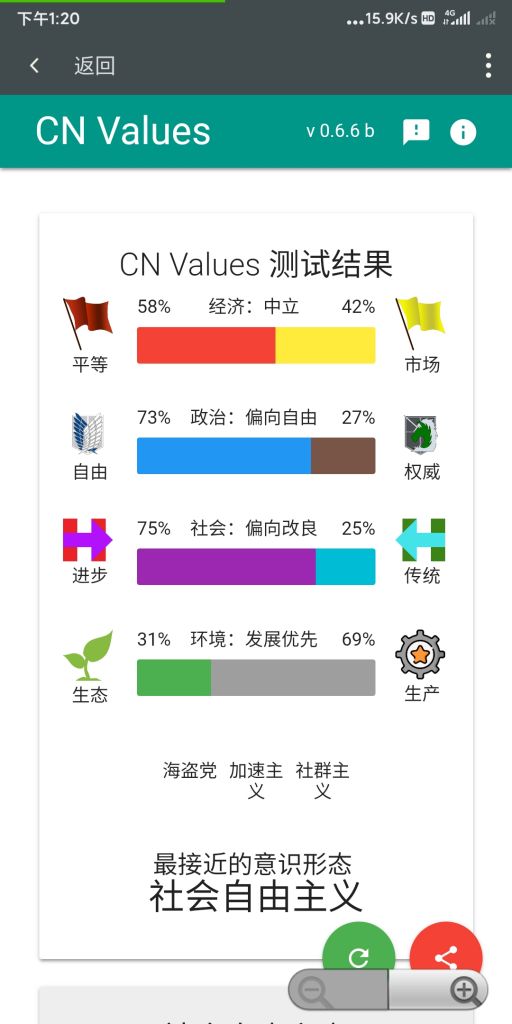 下午1:20
...15.9K/s HD 4G
返回
CN Values v 0.6.6 b
CN Values 测试结果
58% 经济：中立 42%
平等 市场
73% 政治：偏向自由 27%
自由 权威
75% 社会：偏向改良 25%
进步 传统
31% 环境：发展优先 69%
生态 生产
海盗党 加速主义 社群主义
最接近的意识形态
社会自由主义